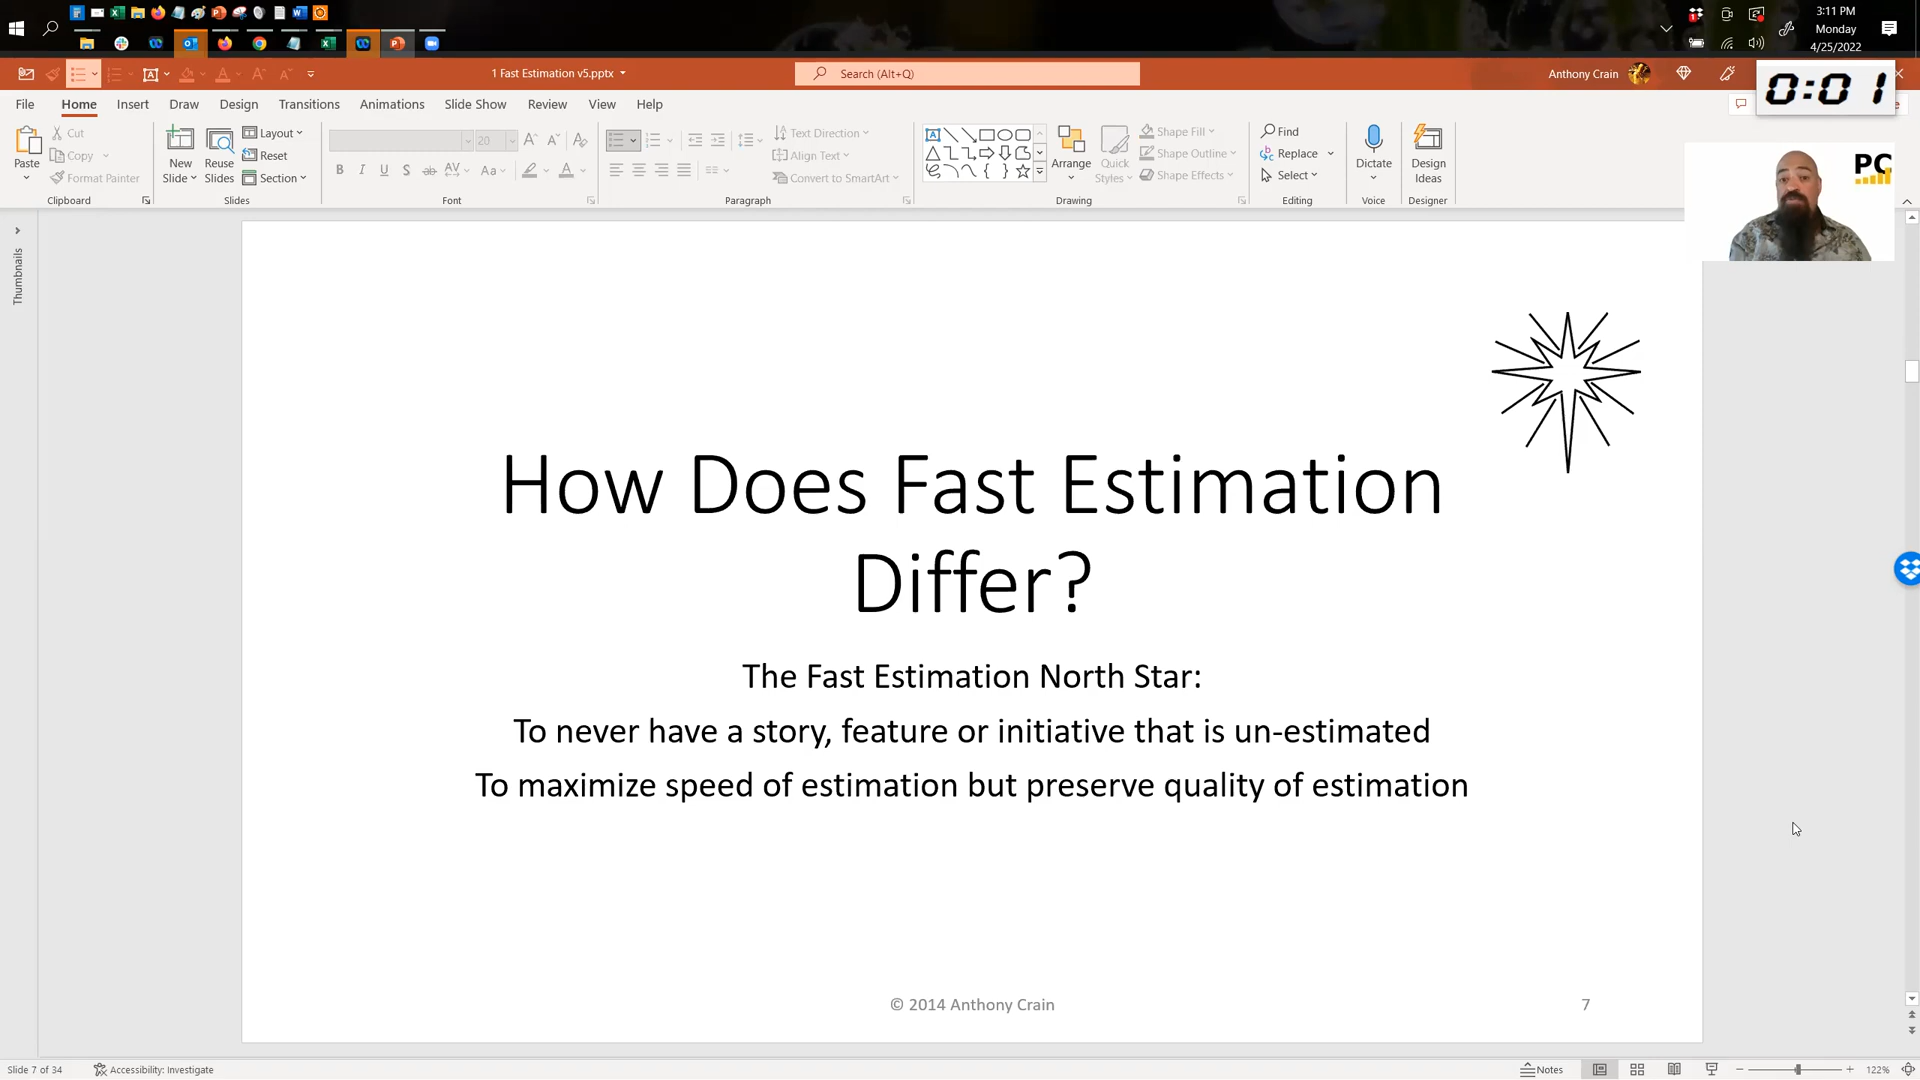 3:11 PM
Monday
4/25/2022
1 Fast Estimation v5.pptx
Search (Alt+Q)
Anthony Crain
0:01
File Home Insert Draw Design Transitions Animations Slide Show Review View Help
Paste
Cut
Copy
Format Painter
Clipboard
New
Slide
Reuse
Slides
Layout
Reset
Section
Slides
20
B I U S ab AV Aa A
Font
Text Direction
Align Text
Convert to SmartArt
Paragraph
Arrange
Quick
Styles
Shape Fill
Shape Outline
Shape Effects
Drawing
Find
Replace
Select
Editing
Dictate
Voice
Design
Ideas
Designer
PC
Thumbnails
How Does Fast Estimation
Differ?
The Fast Estimation North Star:
To never have a story, feature or initiative that is un-estimated
To maximize speed of estimation but preserve quality of estimation
© 2014 Anthony Crain
7
Slide 7 of 34
Accessibility: Investigate
Notes
122%